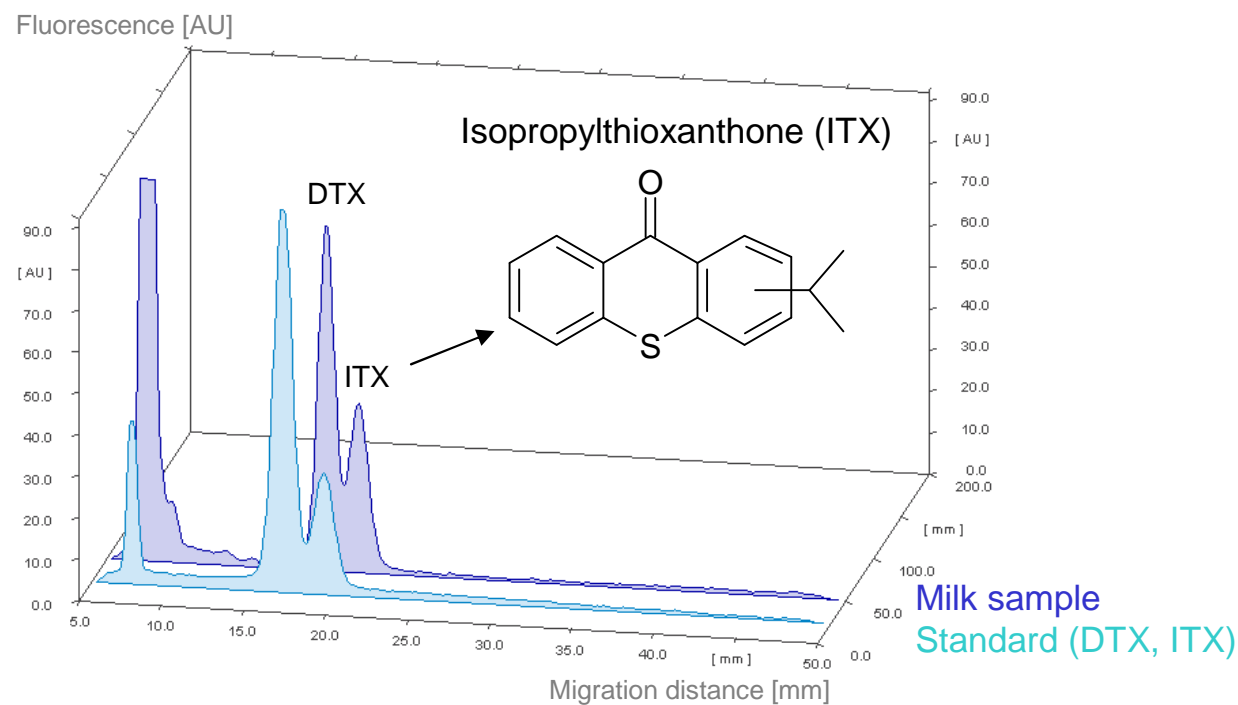 Fluorescence [AU]
Isopropylthioxanthone (ITX)
O
S
DTX
ITX
90.0
[ AU ]
70.0
60.0
50.0
40.0
30.0
20.0
10.0
0.0
90.0
[ AU ]
70.0
60.0
50.0
40.0
30.0
20.0
10.0
0.0
200.0
[ mm ]
100.0
50.0
0.0
5.0
10.0
15.0
20.0
25.0
30.0
35.0
40.0
[ mm ]
50.0
Milk sample
Standard (DTX, ITX)
Migration distance [mm]